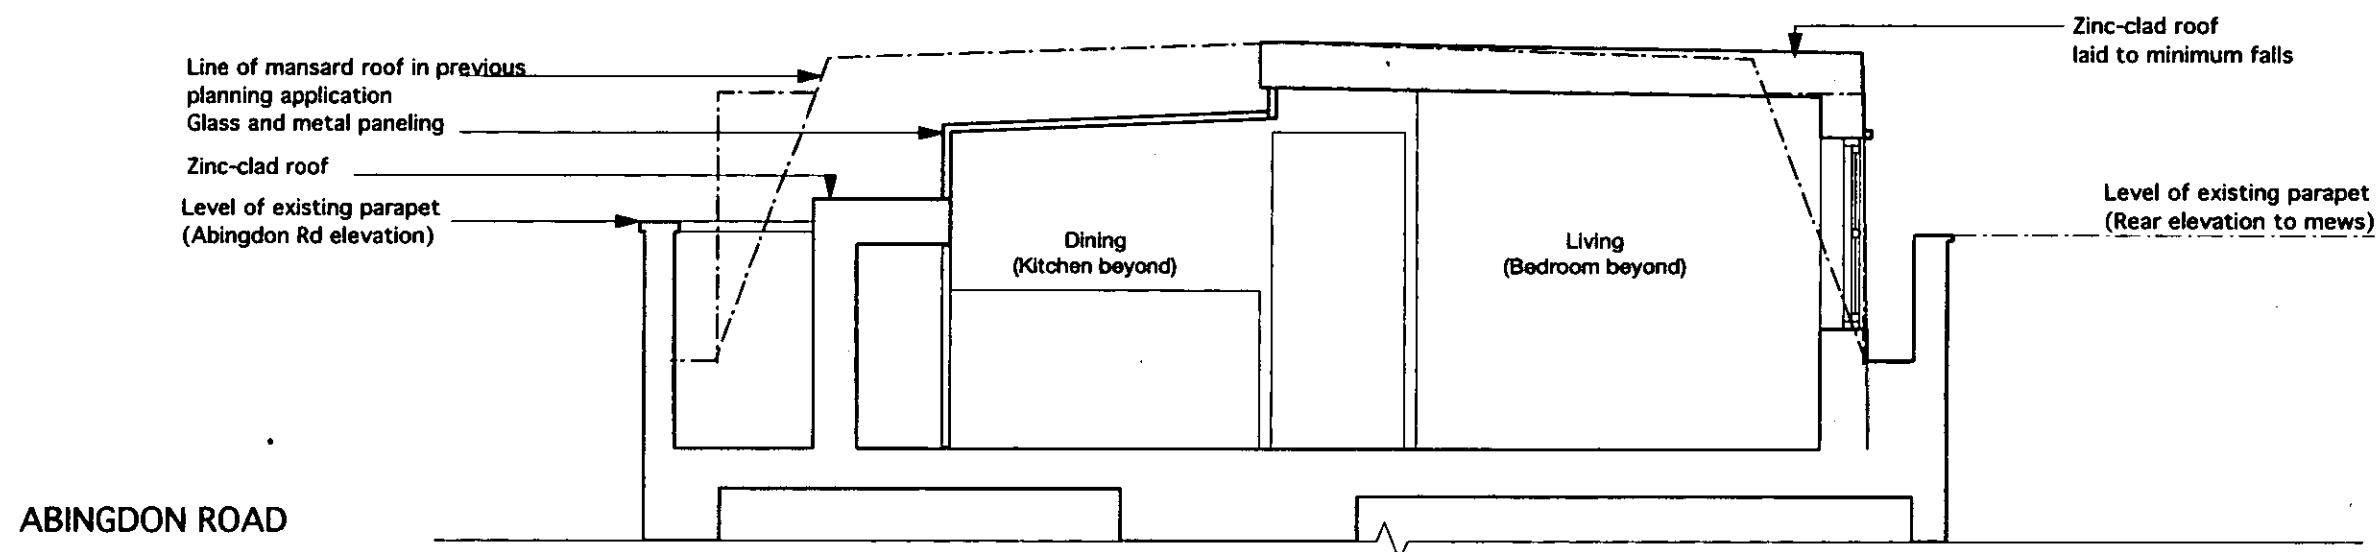 Zinc-clad roof
laid to minimum falls
Line of mansard roof in previous
planning application
Glass and metal paneling
Zinc-clad roof
Level of existing parapet
(Abingdon Rd elevation)
Level of existing parapet
(Rear elevation to mews)
Dining
(Kitchen beyond)
Living
(Bedroom beyond)
ABINGDON ROAD